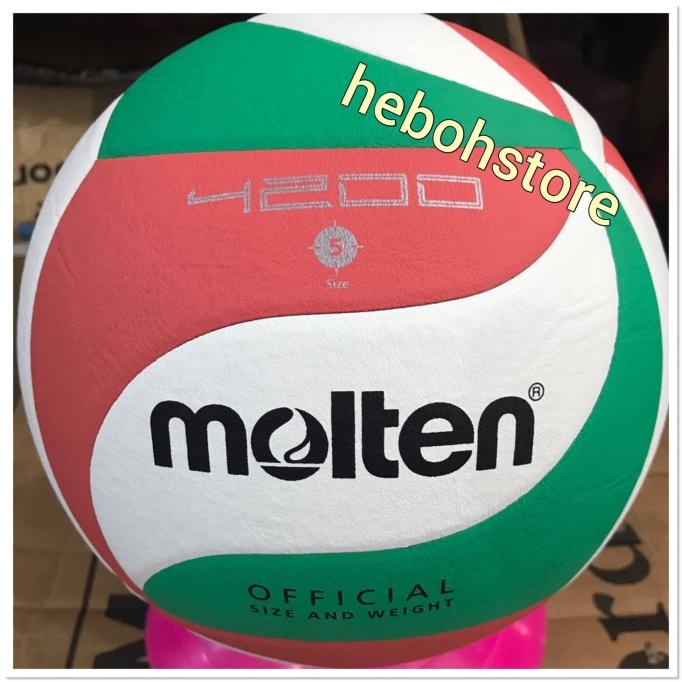 hebohstore
4200
5
Size
molten®
OFFICIAL
SIZE AND WEIGHT